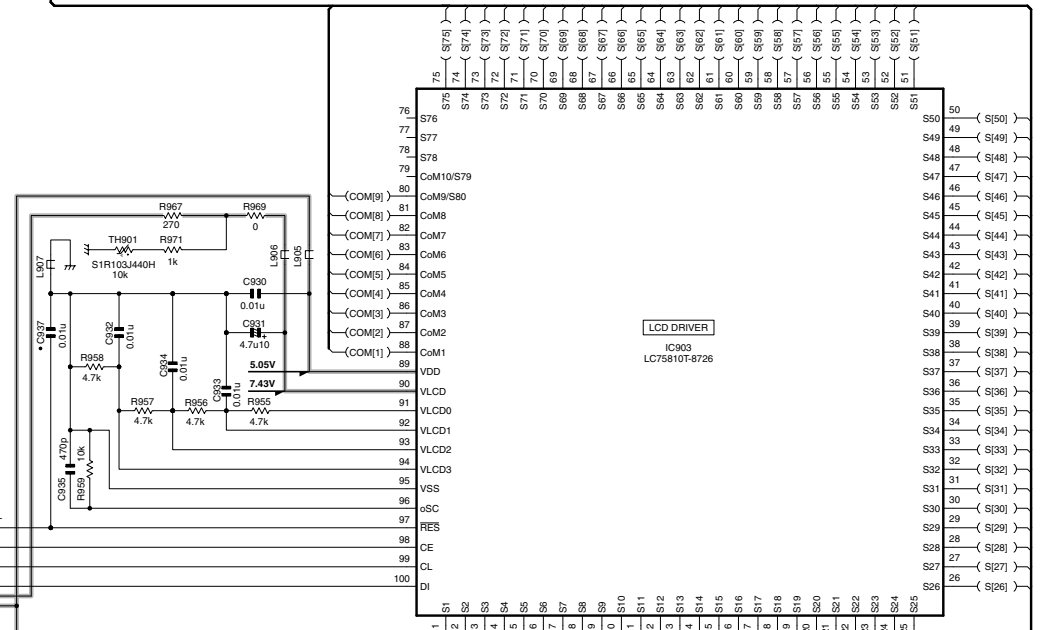 S[75] S[74] S[73] S[72] S[71] S[70] S[69] S[68] S[67] S[66] S[65] S[64] S[63] S[62] S[61] S[60] S[59] S[58] S[57] S[56] S[55] S[54] S[53] S[52] S[51]
75 74 73 72 71 70 69 68 67 66 65 64 63 62 61 60 59 58 57 56 55 54 53 52 51
S75 S74 S73 S72 S71 S70 S69 S68 S67 S66 S65 S64 S63 S62 S61 S60 S59 S58 S57 S56 S55 S54 S53 S52 S51
76 S76
77 S77
78 S78
79 CoM10/S79
COM[9] 80 CoM9/S80
COM[8] 81 CoM8
COM[7] 82 CoM7
COM[6] 83 CoM6
COM[5] 84 CoM5
COM[4] 85 CoM4
COM[3] 86 CoM3
COM[2] 87 CoM2
COM[1] 88 CoM1
89 VDD
90 VLCD
91 VLCD0
92 VLCD1
93 VLCD2
94 VLCD3
95 VSS
96 oSC
97 RES
98 CE
99 CL
100 DI
R967
270
R969
0
TH901
S1R103J440H
10k
R971
1k
L907
L906
L905
C930
0.01u
C931
4.7u10
C937
0.01u
C932
0.01u
C934
0.01u
C933
0.01u
R958
4.7k
5.05V
7.43V
R957
4.7k
R956
4.7k
R955
4.7k
470p
C935
10k
R959
LCD DRIVER
IC903
LC75810T-8726
S50 50 S[50]
S49 49 S[49]
S48 48 S[48]
S47 47 S[47]
S46 46 S[46]
S45 45 S[45]
S44 44 S[44]
S43 43 S[43]
S42 42 S[42]
S41 41 S[41]
S40 40 S[40]
S39 39 S[39]
S38 38 S[38]
S37 37 S[37]
S36 36 S[36]
S35 35 S[35]
S34 34 S[34]
S33 33 S[33]
S32 32 S[32]
S31 31 S[31]
S30 30 S[30]
S29 29 S[29]
S28 28 S[28]
S27 27 S[27]
S26 26 S[26]
S1 S2 S3 S4 S5 S6 S7 S8 S9 S10 S11 S12 S13 S14 S15 S16 S17 S18 S19 S20 S21 S22 S23 S24 S25